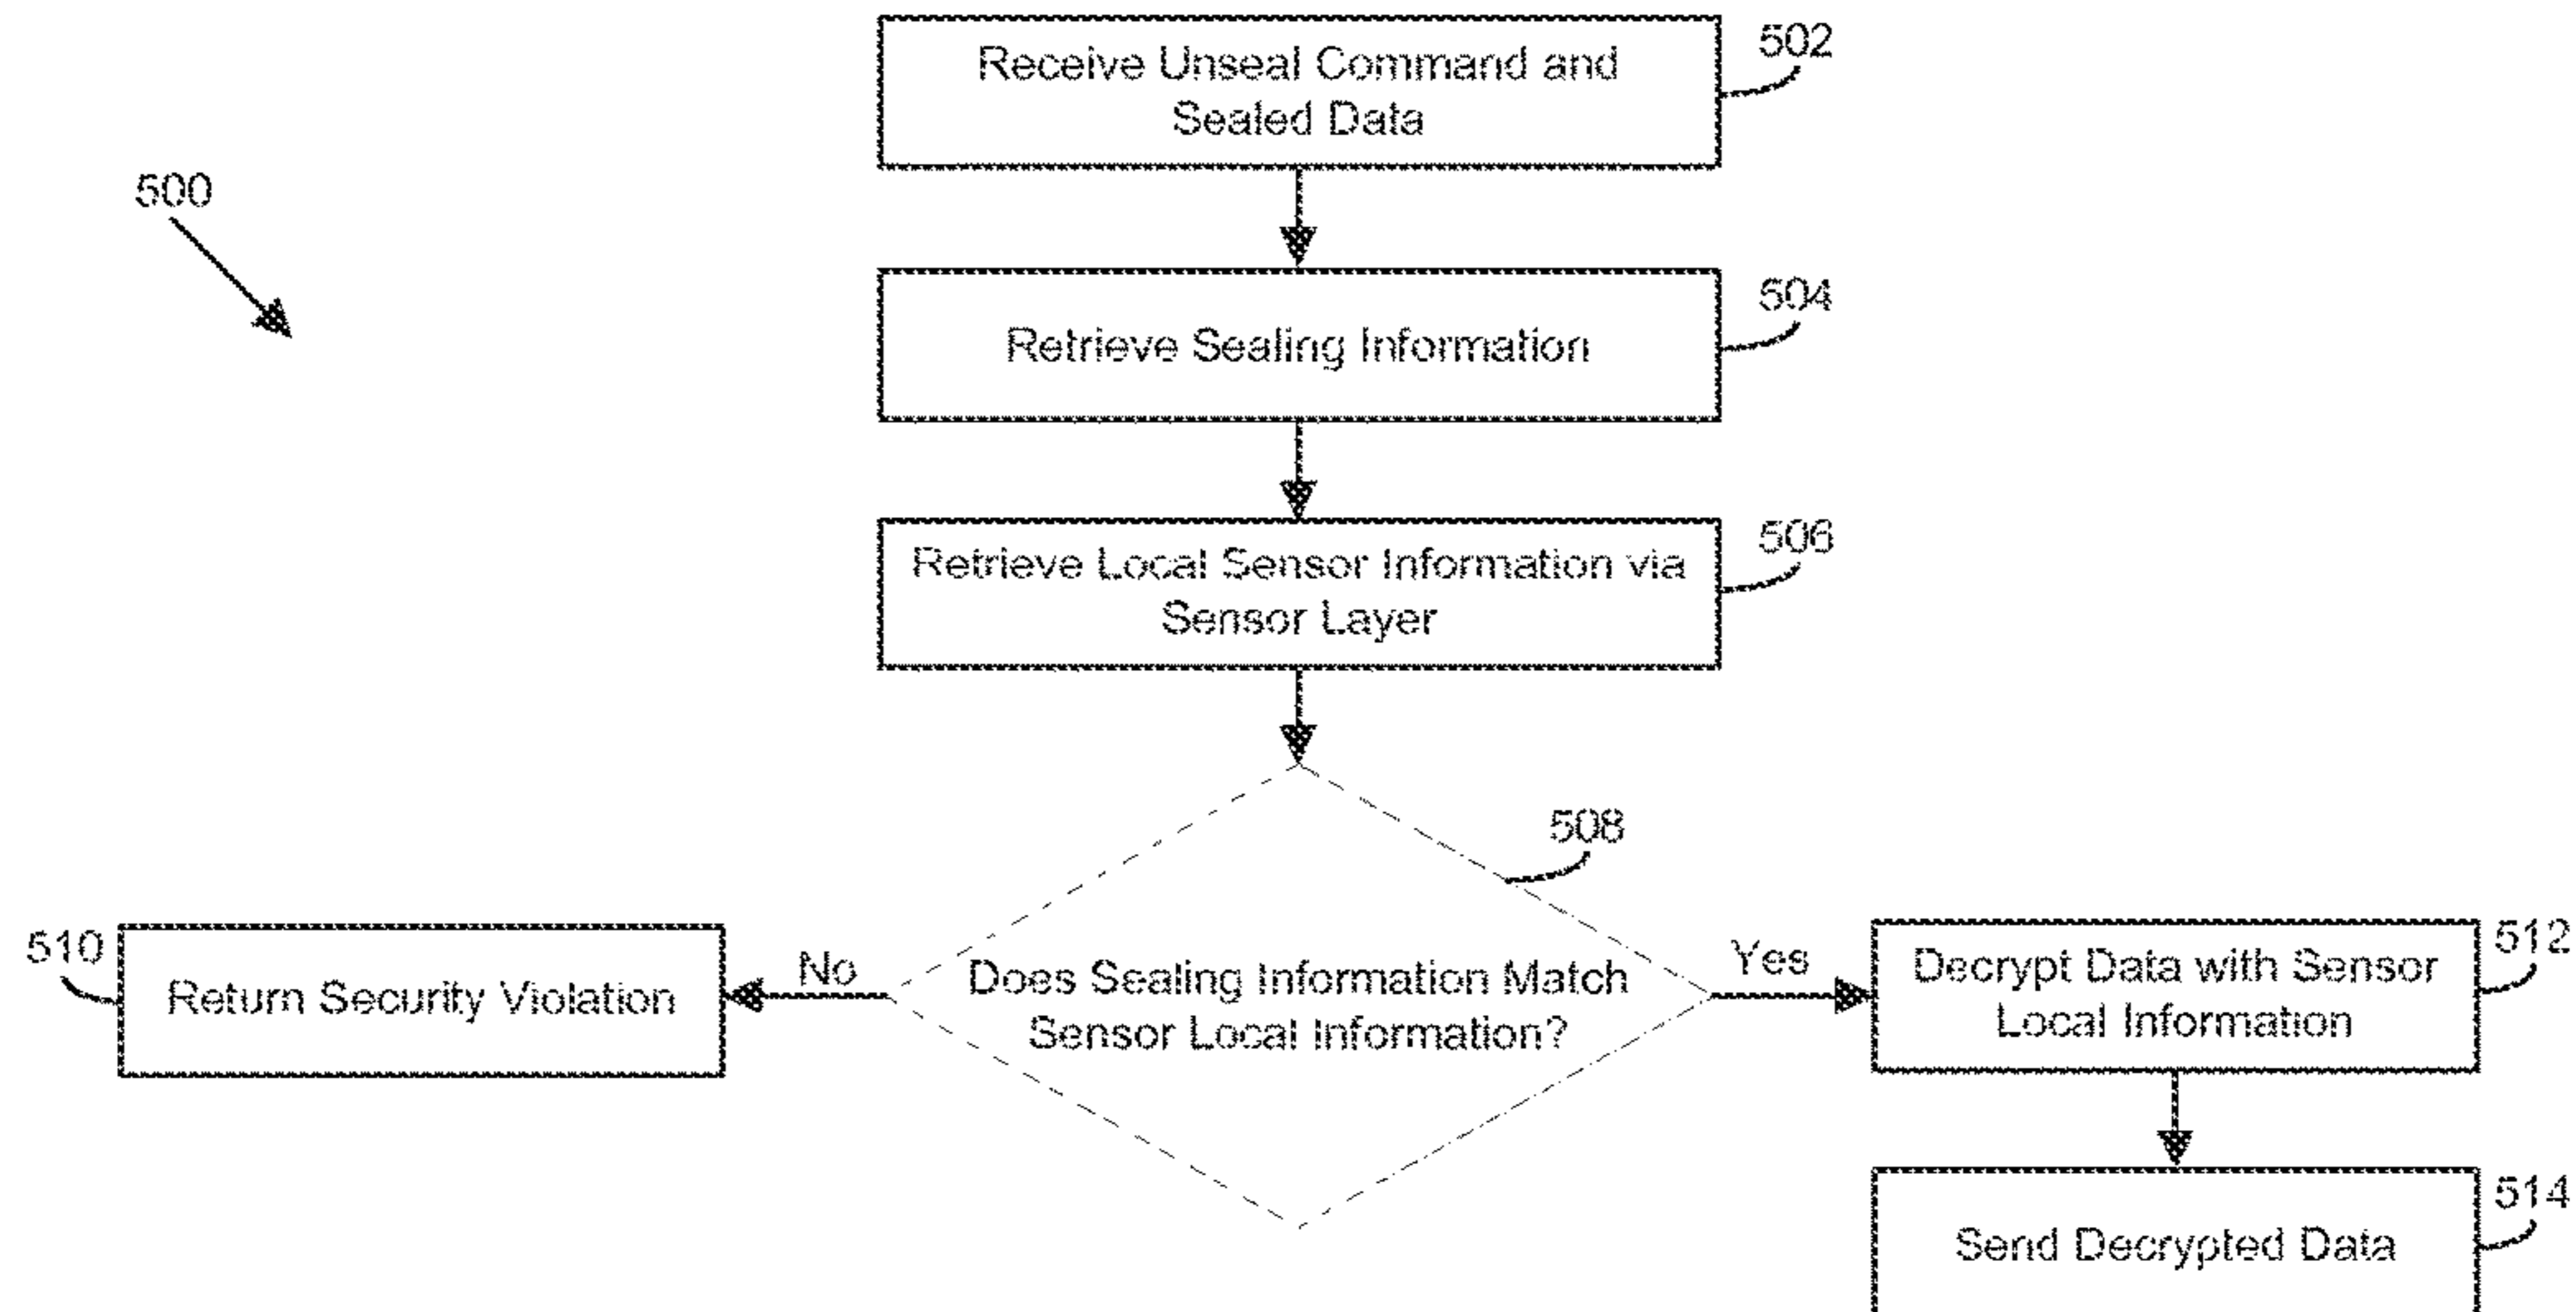 Receive Unseal Command and
Sealed Data
502
500
Retrieve Sealing Information
504
Retrieve Local Sensor Information via
Sensor Layer
506
508
510
Return Security Violation
No
Does Sealing Information Match
Sensor Local Information?
Yes
Decrypt Data with Sensor
Local Information
512
Send Decrypted Data
514